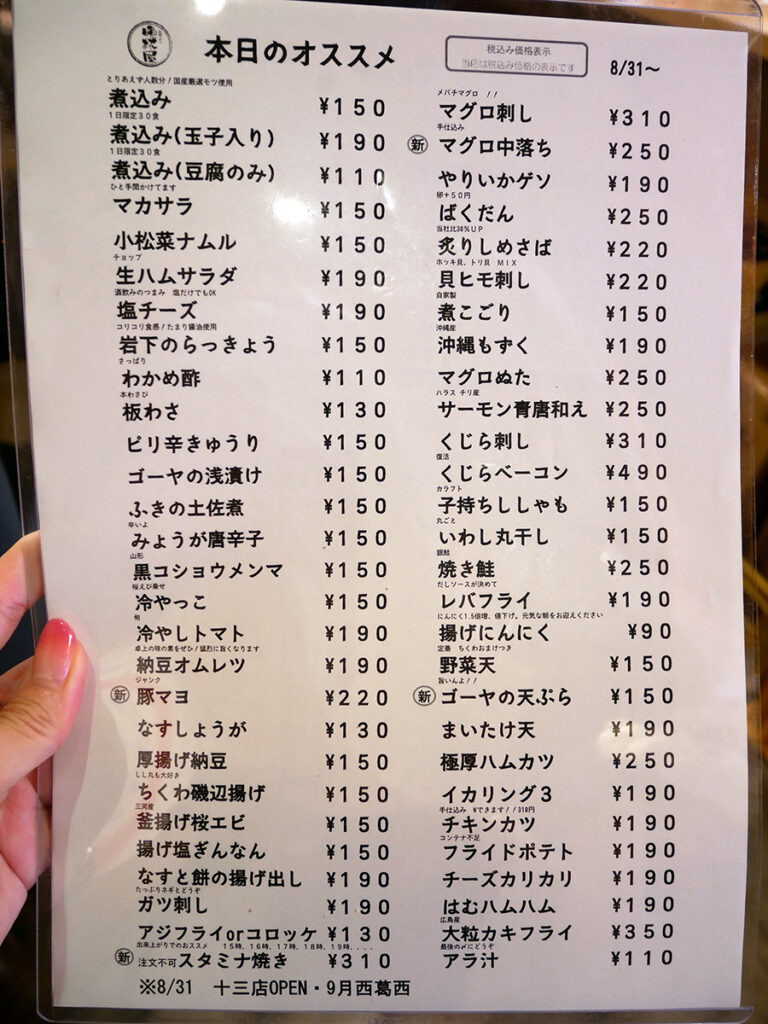 本日のオススメ
税込み価格表示
当店は税込み価格の表示です
8/31～
とりあえず人数分！国産厳選モツ使用
煮込み ¥150
1日限定30食
煮込み(玉子入り) ¥190
1日限定30食
煮込み(豆腐のみ) ¥110
ひと手間かけてます
マカサラ ¥150
小松菜ナムル ¥150
チョップ
生ハムサラダ ¥190
酒飲みのつまみ 塩だけでもOK
塩チーズ ¥190
コリコリ食感！たまり醤油使用
岩下のらっきょう ¥150
さっぱり
わかめ酢 ¥110
本わさび
板わさ ¥130
ピリ辛きゅうり ¥150
ゴーヤの浅漬け ¥150
ふきの土佐煮 ¥150
辛いよ
みょうが唐辛子 ¥150
山形
黒コショウメンマ ¥150
桜えび乗せ
冷やっこ ¥150
旬
冷やしトマト ¥190
卓上の味の素をぜひ！猛烈に旨くなります
納豆オムレツ ¥190
ジャンク
新 豚マヨ ¥220
なすしょうが ¥130
厚揚げ納豆 ¥150
しし丸も大好き
ちくわ磯辺揚げ ¥150
三河産
釜揚げ桜エビ ¥150
揚げ塩ぎんなん ¥150
なすと餅の揚げ出し ¥190
たっぷりネギとどうぞ
ガツ刺し ¥190
アジフライorコロッケ ¥130
出来上がりでのおススメ 15時、16時、17時、18時、19時、...
新 注文不可スタミナ焼き ¥310
※8/31 十三店OPEN・9月西葛西
メバチマグロ !!
マグロ刺し ¥310
手仕込み
新 マグロ中落ち ¥250
やりいかゲソ ¥190
卵+50円
ばくだん ¥250
当社比30%UP
炙りしめさば ¥220
ホッキ貝、トリ貝 MIX
貝ヒモ刺し ¥220
自家製
煮こごり ¥150
沖縄産
沖縄もずく ¥190
マグロぬた ¥250
ハラス チリ産
サーモン青唐和え ¥250
くじら刺し ¥310
復活
くじらベーコン ¥490
カラフト
子持ちししゃも ¥150
丸ごと
いわし丸干し ¥150
銀鮭
焼き鮭 ¥250
だしソースが決めて
レバフライ ¥190
にんにく1.5倍増、値下げ。元気な朝をお迎えください
揚げにんにく ¥90
定番 ちくわおまけつき
野菜天 ¥150
旨いんよ！！
新 ゴーヤの天ぷら ¥150
まいたけ天 ¥190
極厚ハムカツ ¥250
イカリング3 ¥190
手仕込み Wできます！！310円
チキンカツ ¥190
コンテナ不足
フライドポテト ¥190
チーズカリカリ ¥190
はむハムハム ¥190
広島産
大粒カキフライ ¥350
最後の〆にどうぞ
アラ汁 ¥110